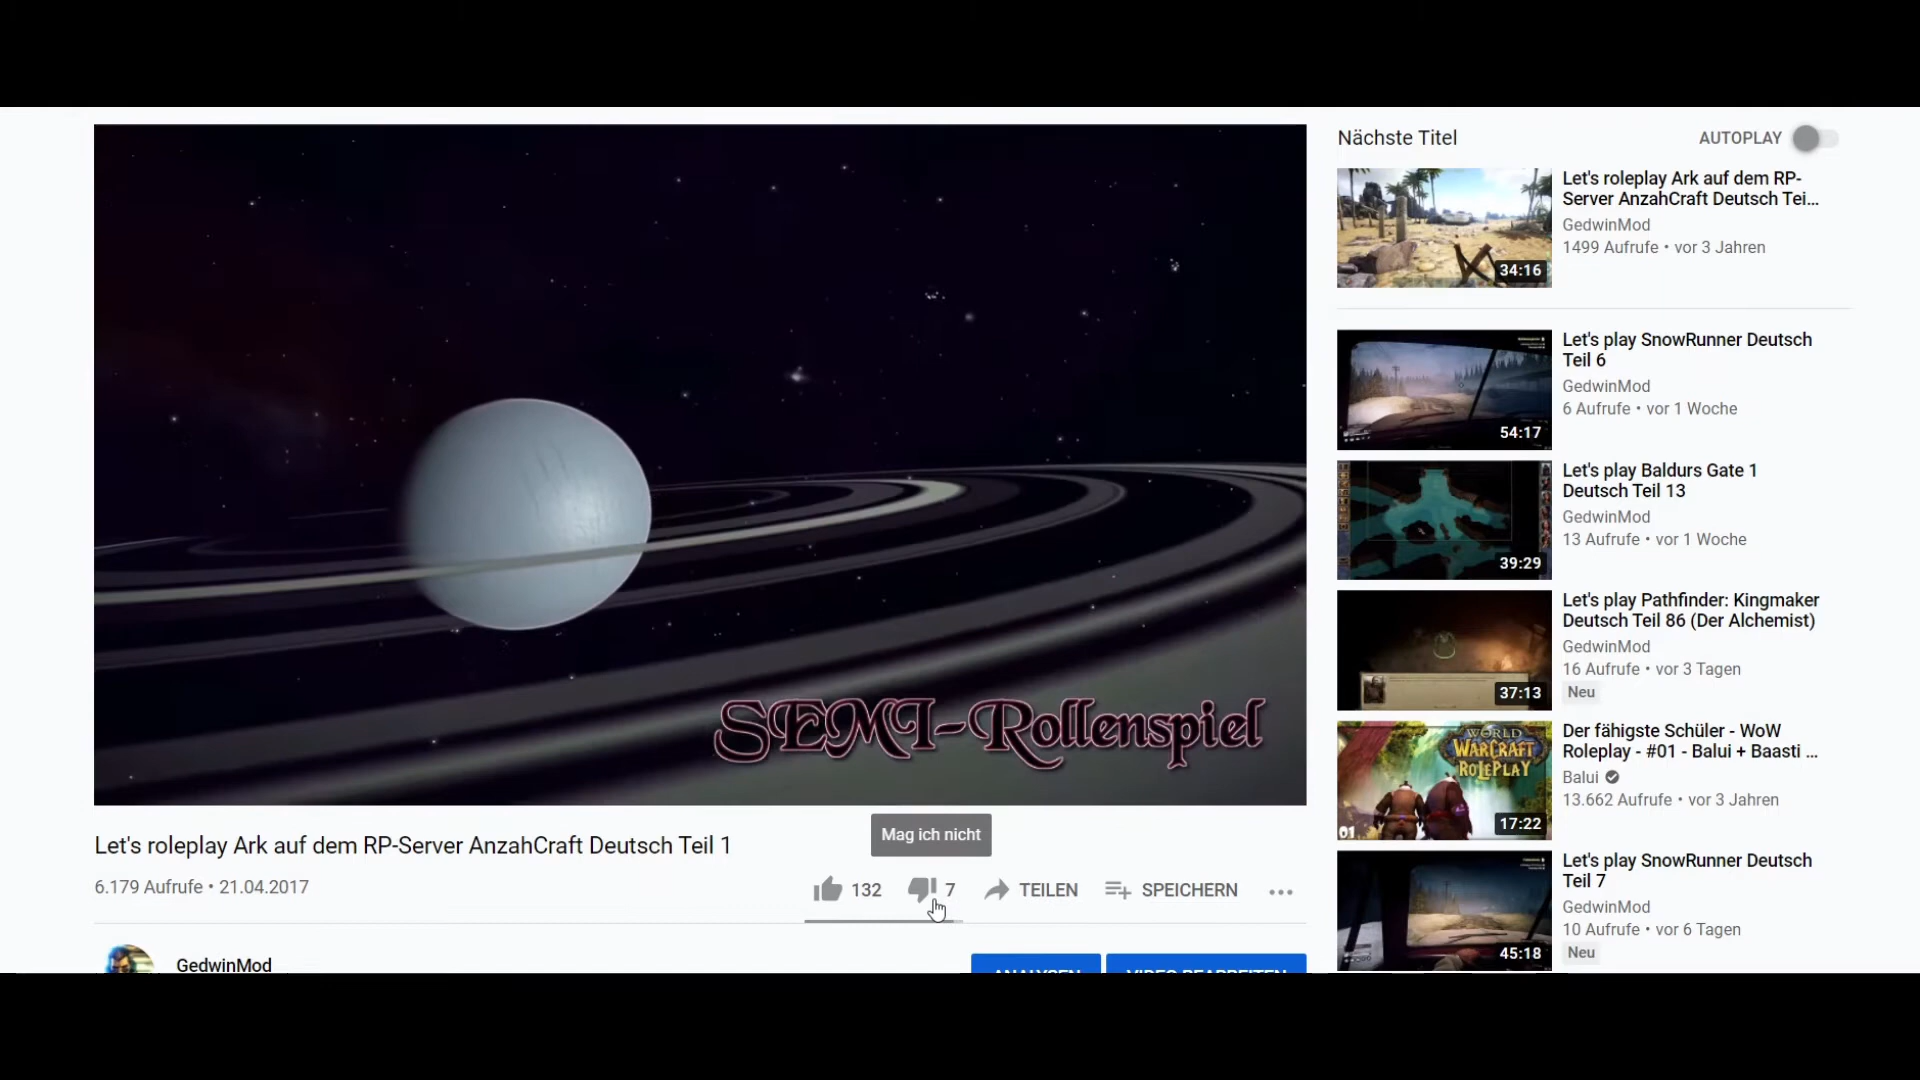 SEMI-Rollenspiel
Let's roleplay Ark auf dem RP-Server AnzahCraft Deutsch Teil 1
6.179 Aufrufe • 21.04.2017
Mag ich nicht
132
7
TEILEN
SPEICHERN
GedwinMod
ANALYSEN
VIDEO BEARBEITEN
Nächste Titel
AUTOPLAY
34:16
Let's roleplay Ark auf dem RP-
Server AnzahCraft Deutsch Tei...
GedwinMod
1499 Aufrufe • vor 3 Jahren
54:17
Let's play SnowRunner Deutsch
Teil 6
GedwinMod
6 Aufrufe • vor 1 Woche
39:29
Let's play Baldurs Gate 1
Deutsch Teil 13
GedwinMod
13 Aufrufe • vor 1 Woche
37:13
Let's play Pathfinder: Kingmaker
Deutsch Teil 86 (Der Alchemist)
GedwinMod
16 Aufrufe • vor 3 Tagen
Neu
WORLD
WARCRAFT
ROLEPLAY
01
17:22
Der fähigste Schüler - WoW
Roleplay - #01 - Balui + Baasti ...
Balui
13.662 Aufrufe • vor 3 Jahren
45:18
Let's play SnowRunner Deutsch
Teil 7
GedwinMod
10 Aufrufe • vor 6 Tagen
Neu